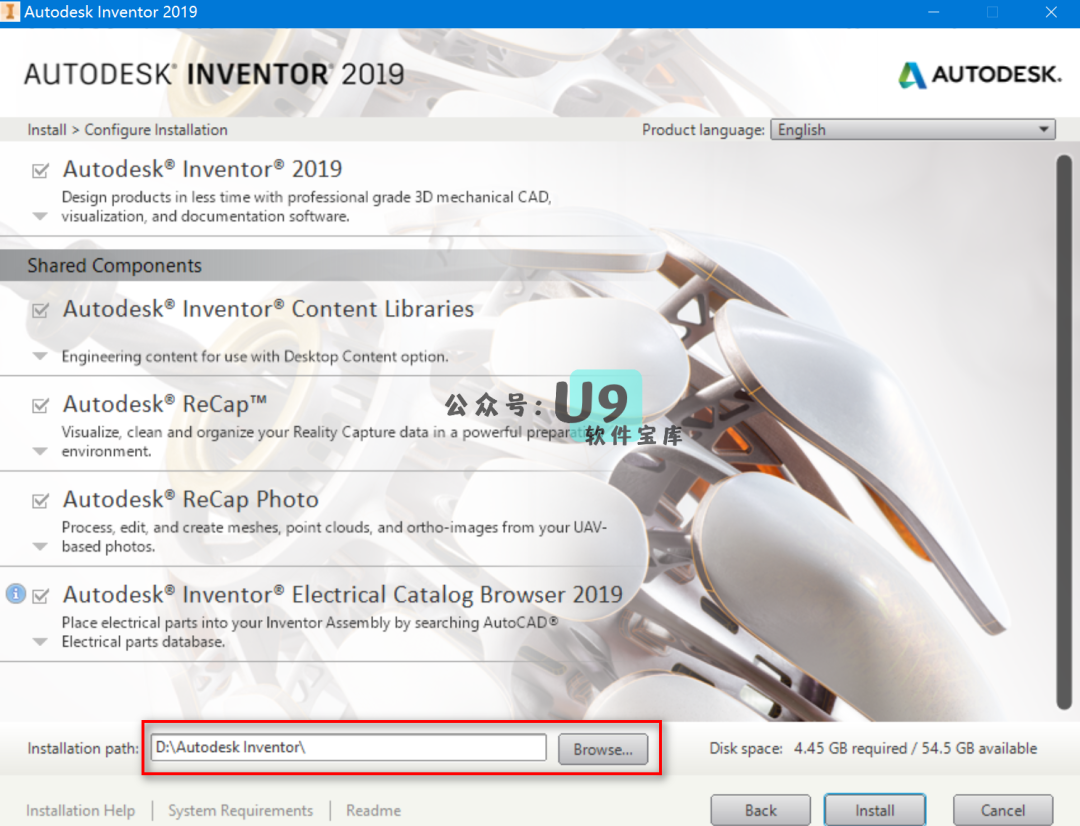 Autodesk Inventor 2019
AUTODESK® INVENTOR® 2019
AUTODESK.
Install > Configure Installation
Product language: English
Autodesk® Inventor® 2019
Design products in less time with professional grade 3D mechanical CAD,
visualization, and documentation software.
Shared Components
Autodesk® Inventor® Content Libraries
Engineering content for use with Desktop Content option.
Autodesk® ReCap™
公众号：U9
软件宝库
Visualize, clean and organize your Reality Capture data in a powerful
environment.
Autodesk® ReCap Photo
Process, edit, and create meshes, point clouds, and ortho-images from your UAV-
based photos.
Autodesk® Inventor® Electrical Catalog Browser 2019
Place electrical parts into your Inventor Assembly by searching AutoCAD®
Electrical parts database.
Installation path: D:\Autodesk Inventor\ Browse... Disk space: 4.45 GB required / 54.5 GB available
Installation Help | System Requirements | Readme Back Install Cancel